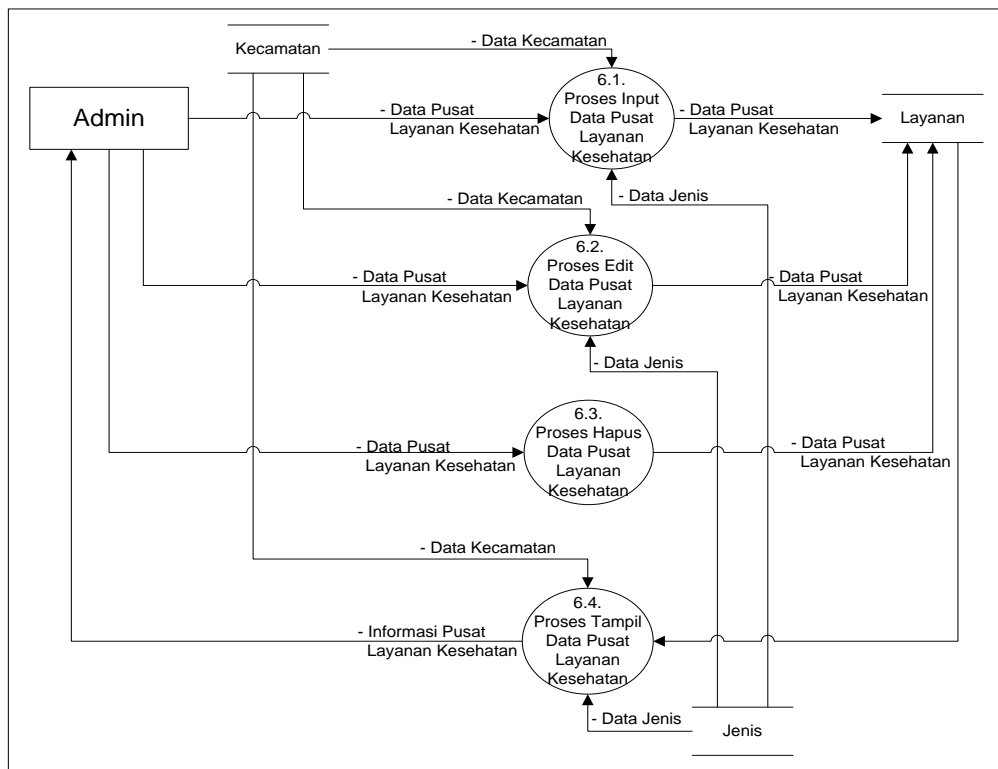 Kecamatan
- Data Kecamatan
Admin
- Data Pusat
Layanan Kesehatan
6.1.
Proses Input
Data Pusat
Layanan
Kesehatan
- Data Pusat
Layanan Kesehatan
Layanan
- Data Jenis
- Data Kecamatan
- Data Pusat
Layanan Kesehatan
6.2.
Proses Edit
Data Pusat
Layanan
Kesehatan
- Data Pusat
Layanan Kesehatan
- Data Jenis
- Data Pusat
Layanan Kesehatan
6.3.
Proses Hapus
Data Pusat
Layanan
Kesehatan
- Data Pusat
Layanan Kesehatan
- Data Kecamatan
- Informasi Pusat
Layanan Kesehatan
6.4.
Proses Tampil
Data Pusat
Layanan
Kesehatan
- Data Jenis
Jenis